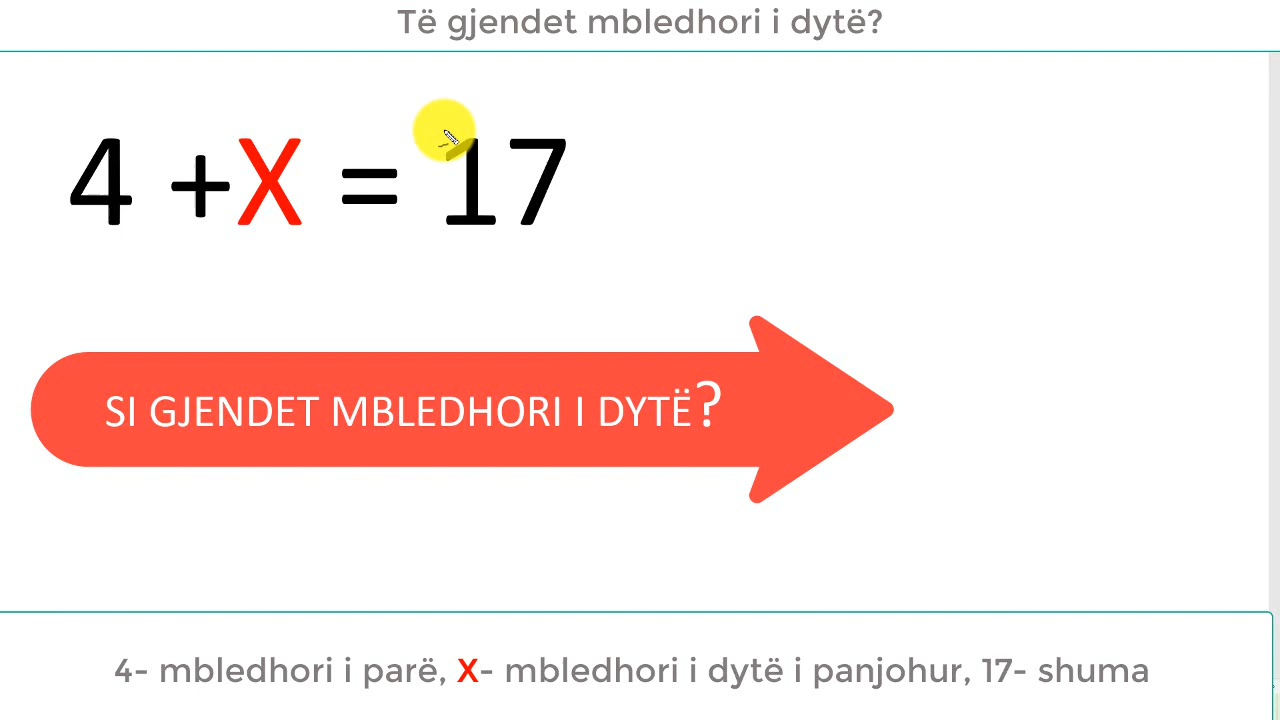 Të gjendet mbledhori i dytë?
4 +X = 17
SI GJENDET MBLEDHORI I DYTË?
4- mbledhori i parë, X- mbledhori i dytë i panjohur, 17- shuma